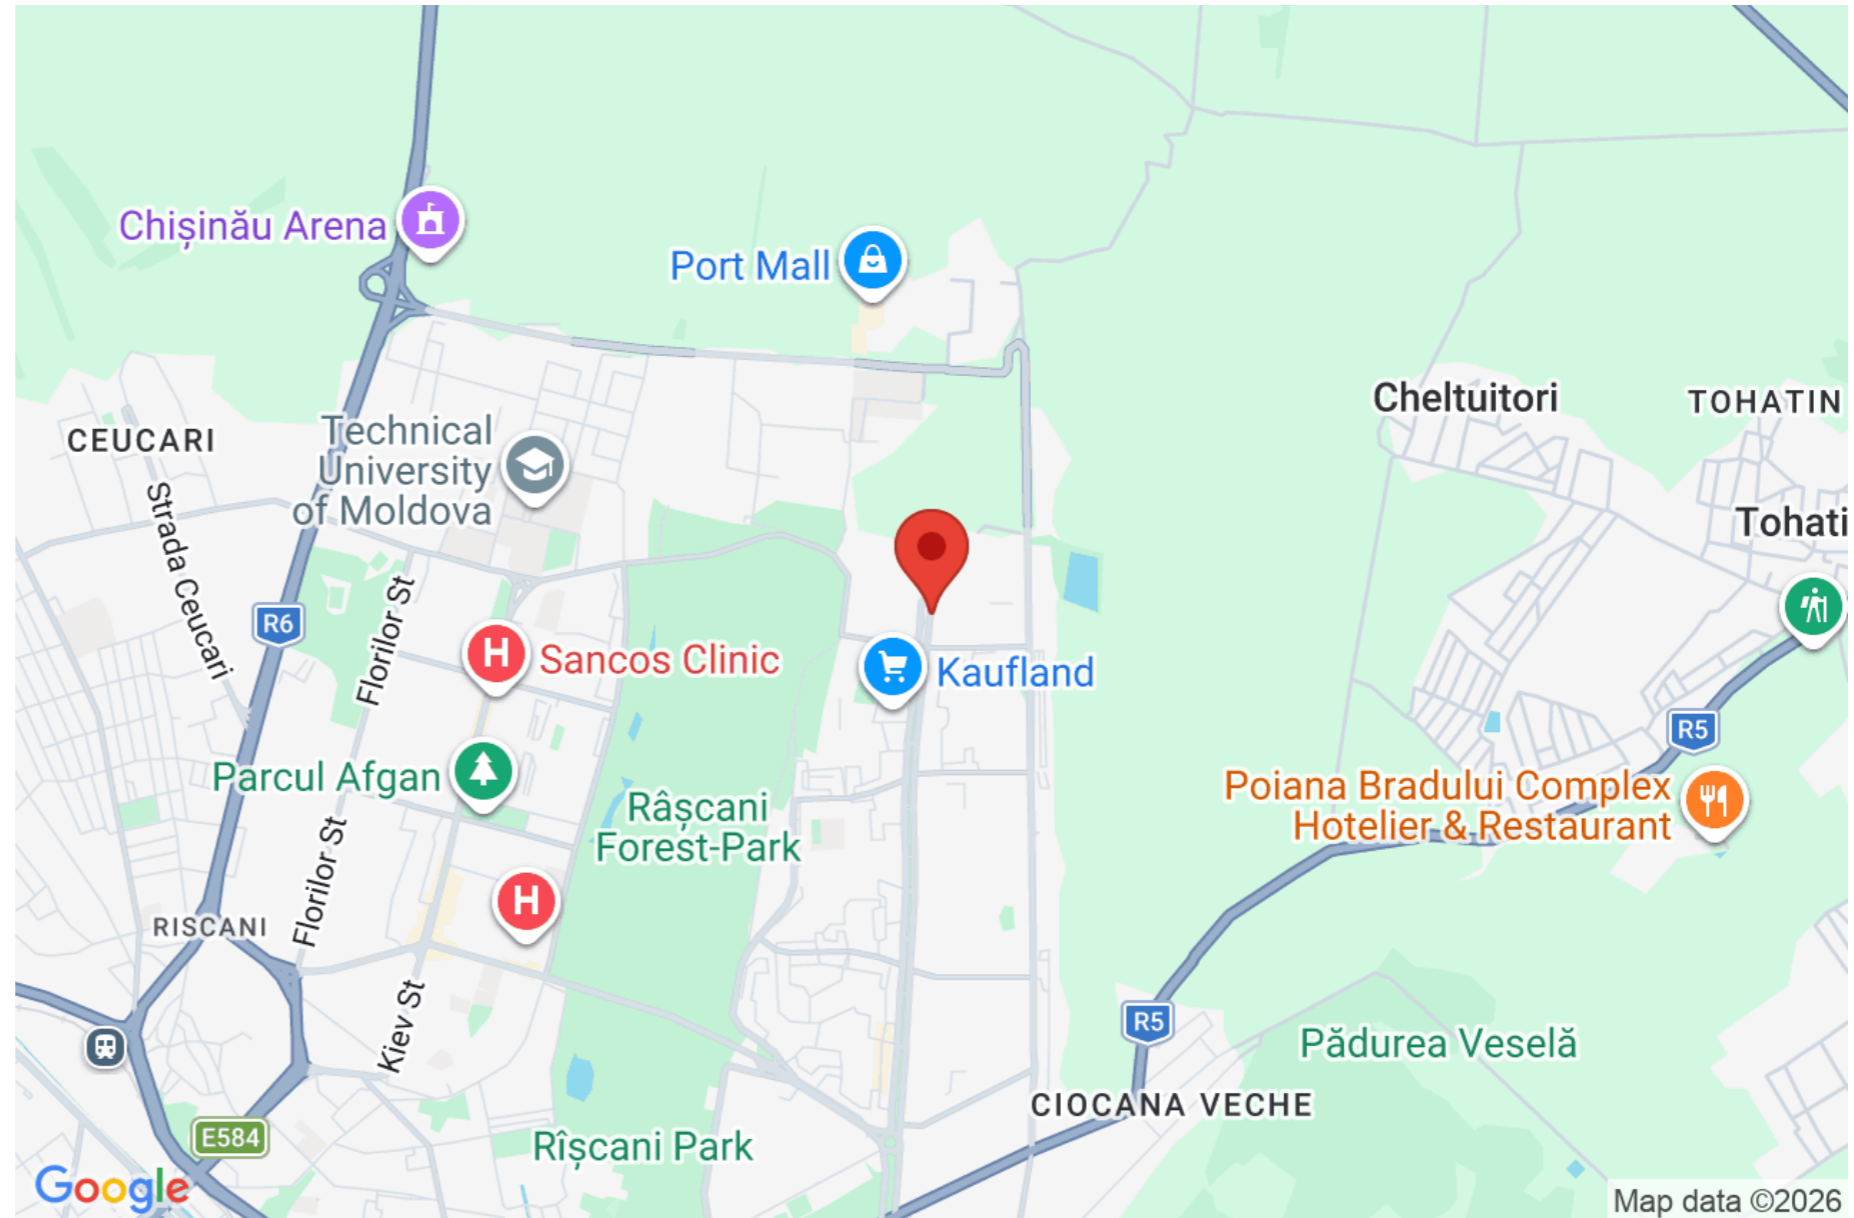 Chișinău Arena
Port Mall
Cheltuitori
TOHATIN
CEUCARI
Technical
University
of Moldova
Strada Ceucari
Tohati
Florilor St
R6
H
Sancos Clinic
Kaufland
R5
Parcul Afgan
Râșcani
Forest-Park
Poiana Bradului Complex
Hotelier & Restaurant
Florilor St
H
RISCANI
Kiev St
R5
Pădurea Veselă
CIOCANA VECHE
E584
Rîșcani Park
Google
Map data ©2026